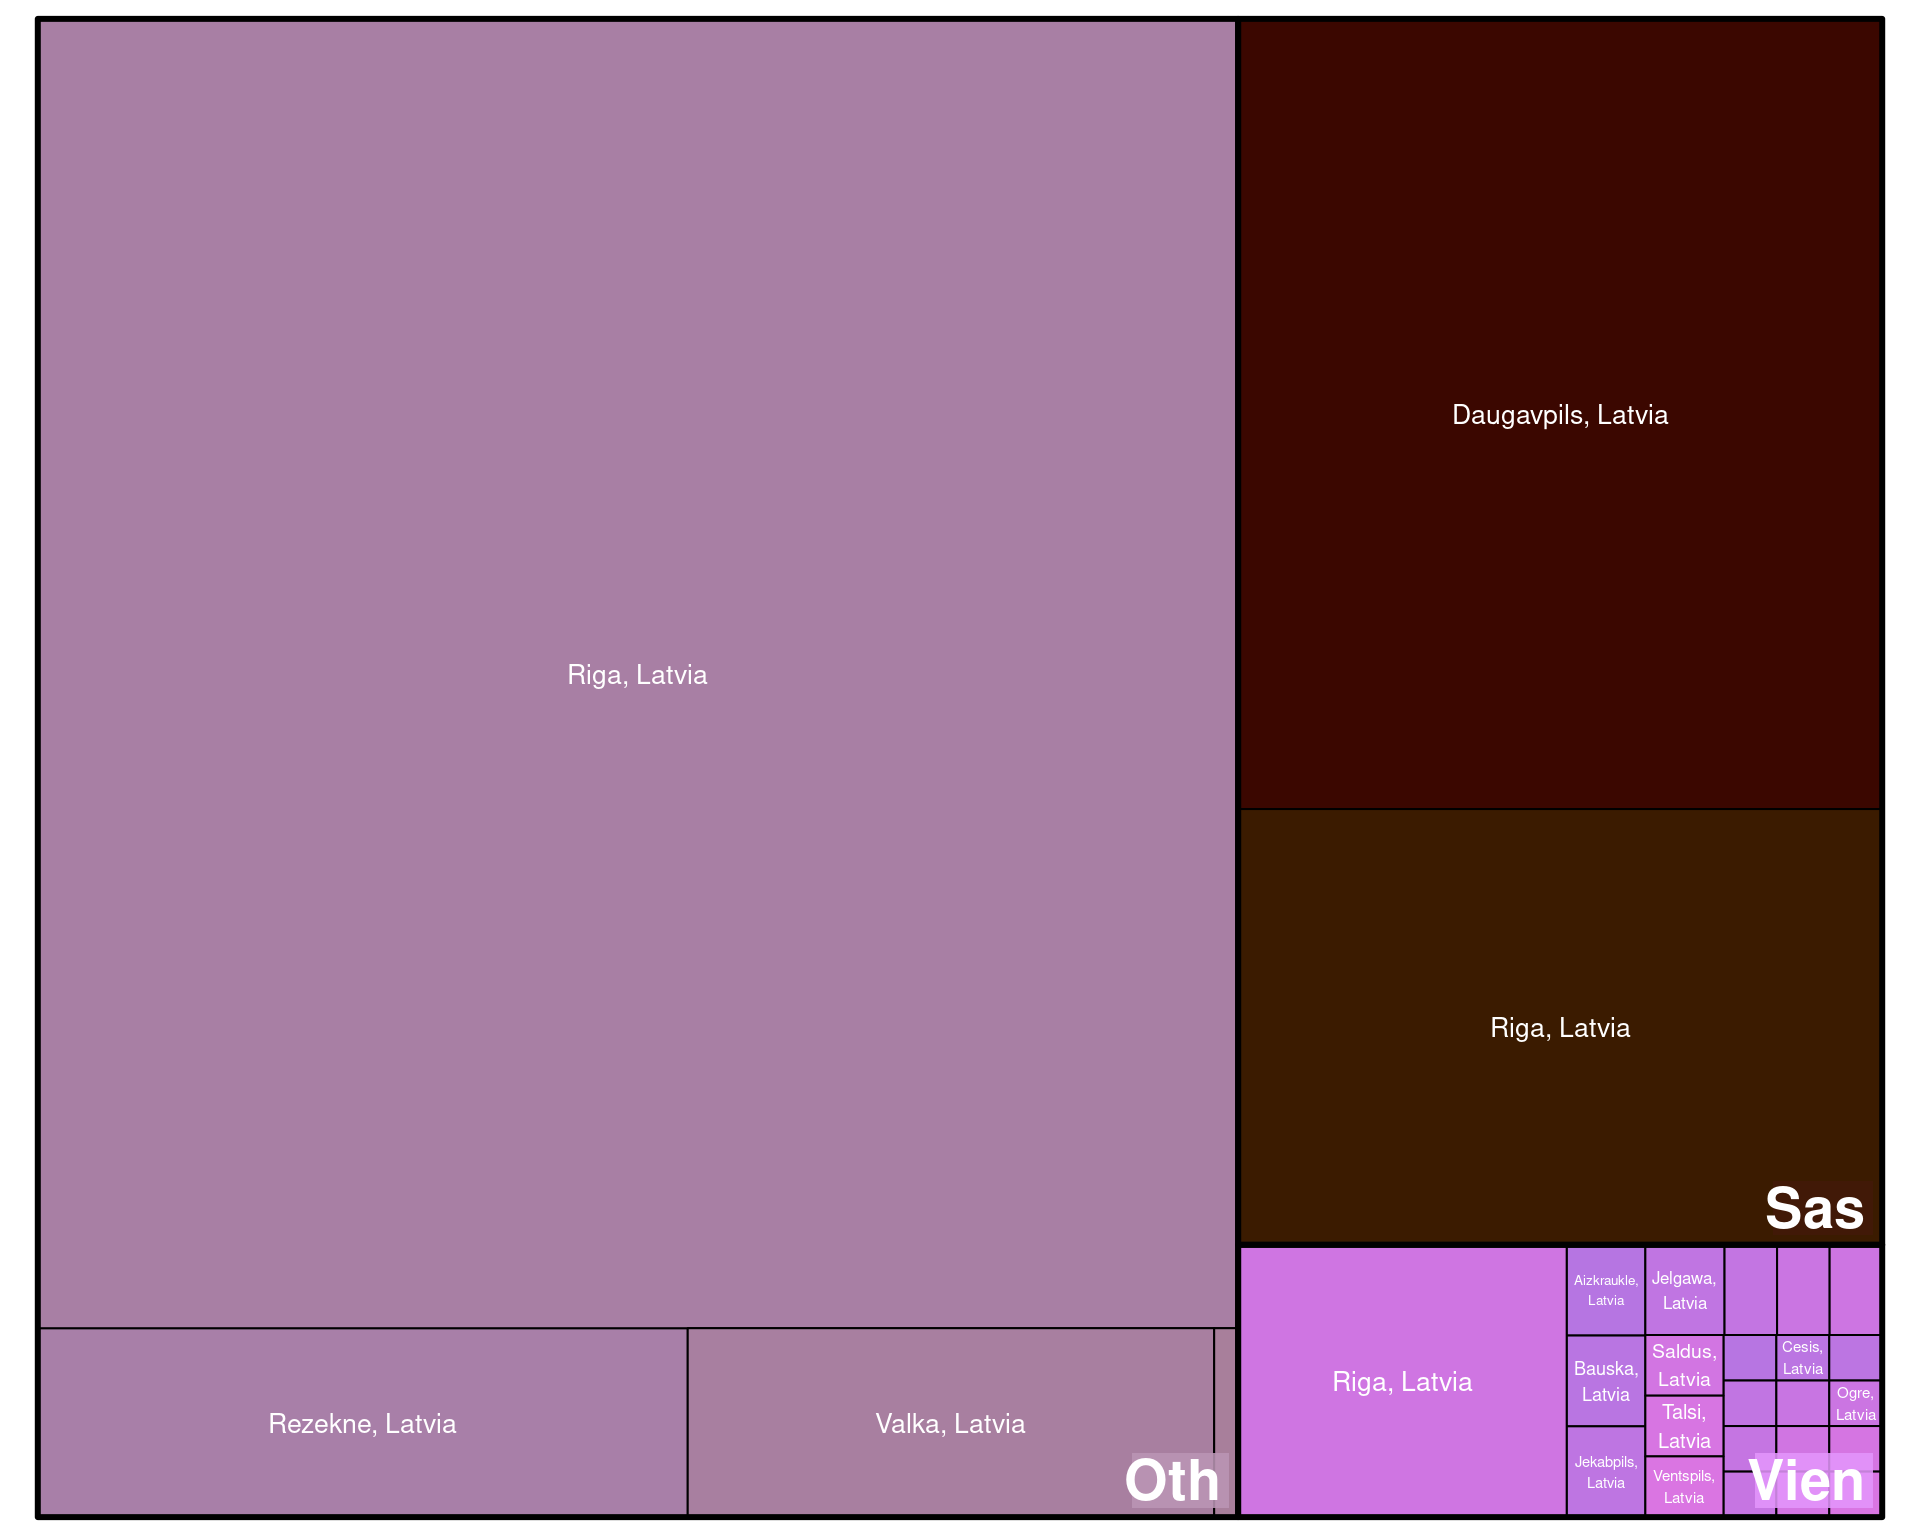 Riga, Latvia
Rezekne, Latvia
Valka, Latvia
Oth
Daugavpils, Latvia
Riga, Latvia
Sas
Riga, Latvia
Aizkraukle,
Latvia
Bauska,
Latvia
Jekabpils,
Latvia
Jelgawa,
Latvia
Saldus,
Latvia
Talsi,
Latvia
Ventspils,
Latvia
Cesis,
Latvia
Ogre,
Latvia
Vien